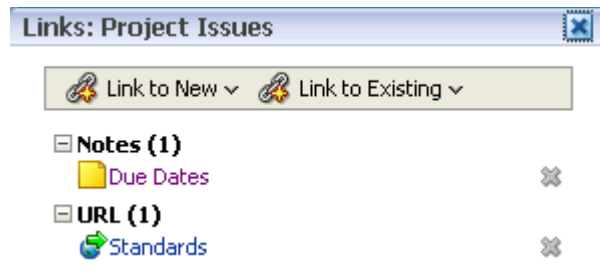 Links: Project Issues
Link to New Link to Existing
Notes (1)
Due Dates
URL (1)
Standards